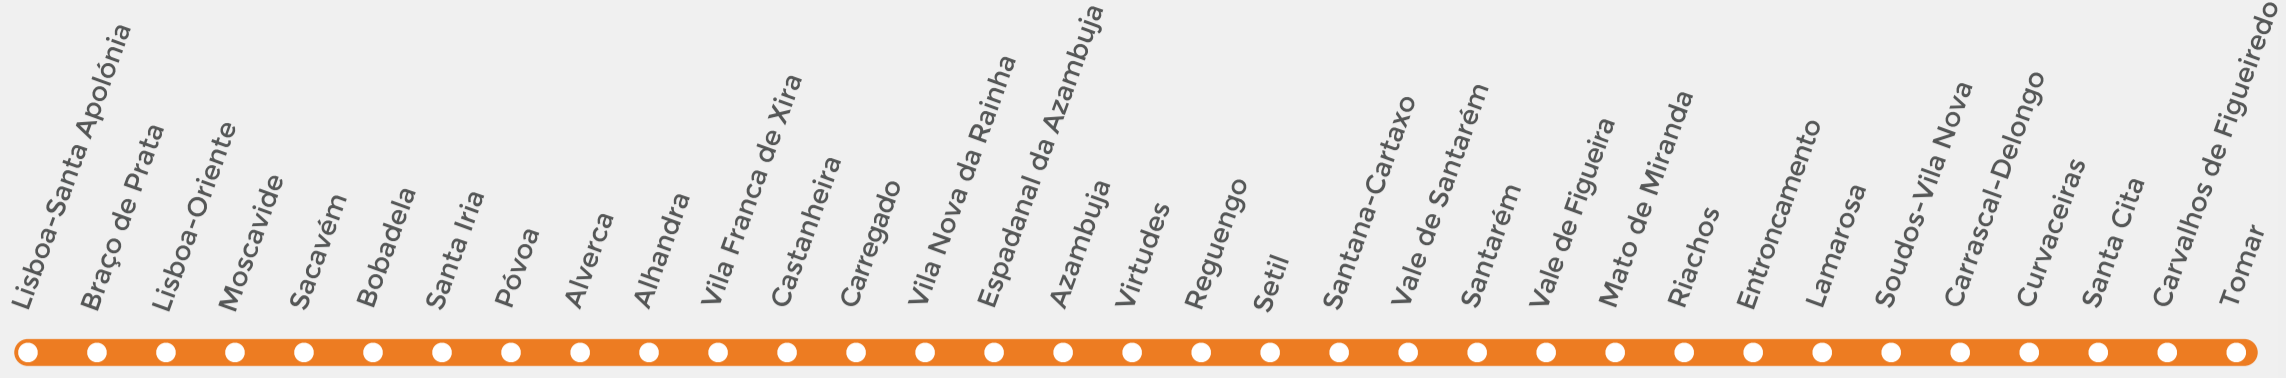 Lisboa-Santa Apolónia
Braço de Prata
Lisboa-Oriente
Moscavide
Sacavém
Bobadela
Santa Iria
Póvoa
Alverca
Alhandra
Vila Franca de Xira
Castanheira
Carregado
Vila Nova da Rainha
Espadanal da Azambuja
Azambuja
Virtudes
Reguengo
Setil
Santana-Cartaxo
Vale de Santarém
Santarém
Vale de Figueira
Mato de Miranda
Riachos
Entroncamento
Lamarosa
Soudos-Vila Nova
Carrascal-Delongo
Curvaceiras
Santa Cita
Carvalhos de Figueiredo
Tomar